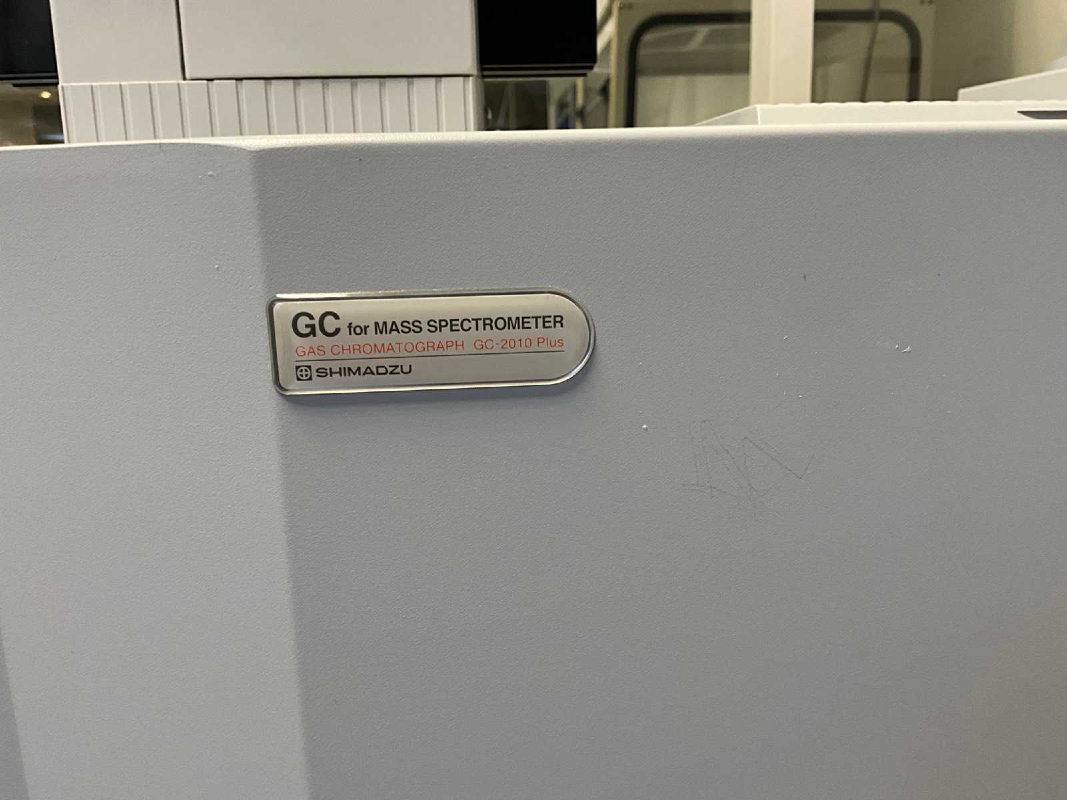 GC for MASS SPECTROMETER
GAS CHROMATOGRAPH GC-2010 Plus
SHIMADZU